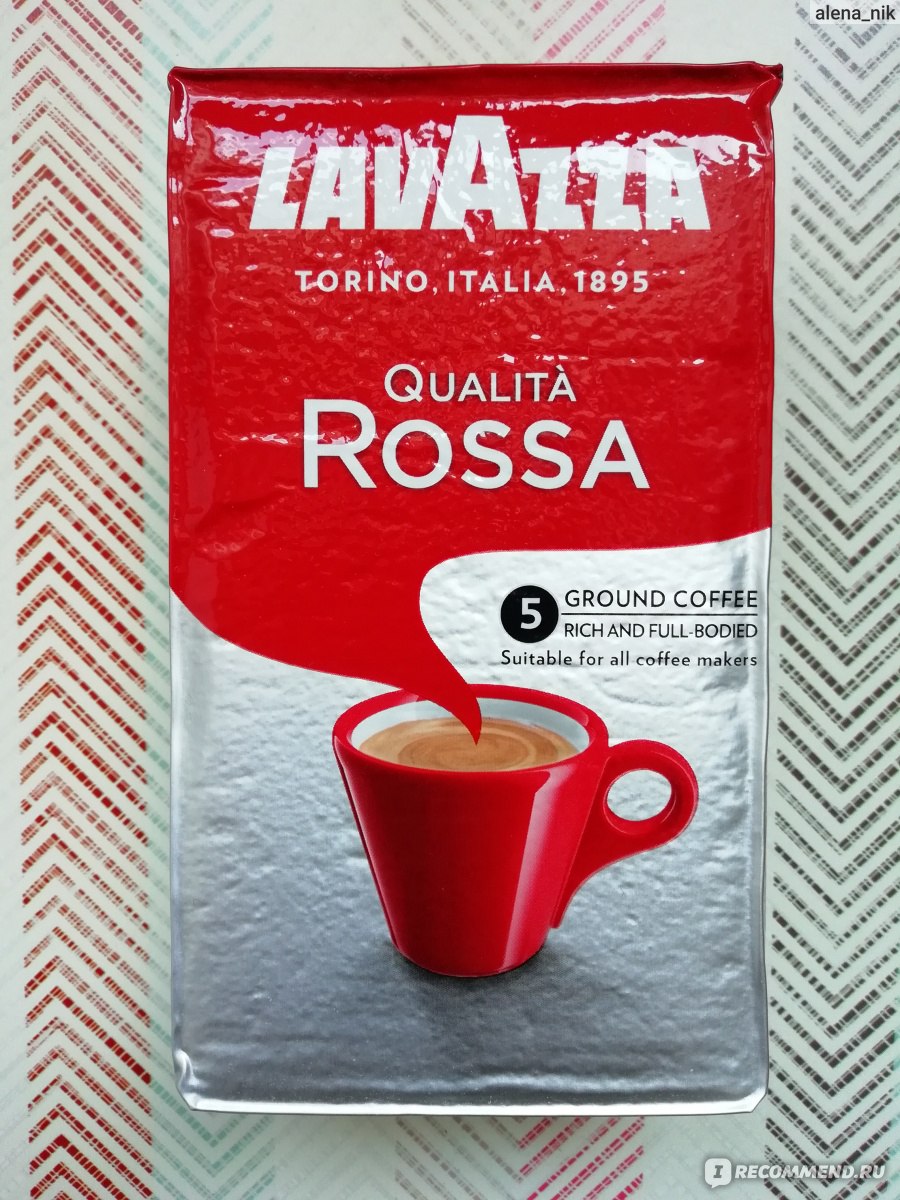 alena_nik
LAVAZZA
TORINO, ITALIA, 1895
QUALITÀ
ROSSA
5
GROUND COFFEE
RICH AND FULL-BODIED
Suitable for all coffee makers
I RECOMMEND.RU